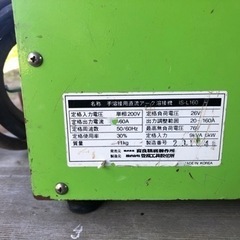 名称 手溶接用直流アーク溶接機 IS-L160
定格入力電圧 単相200V 定格負荷電圧 26V
定格出力電流 160A 出力調整範囲 20-160A
定格周波数 50/60Hz 最高無負荷電圧 76V
定格使用率 30% 定格入力 9kVA 6kW
質量 11kg 製造番号
MADE IN KOREA